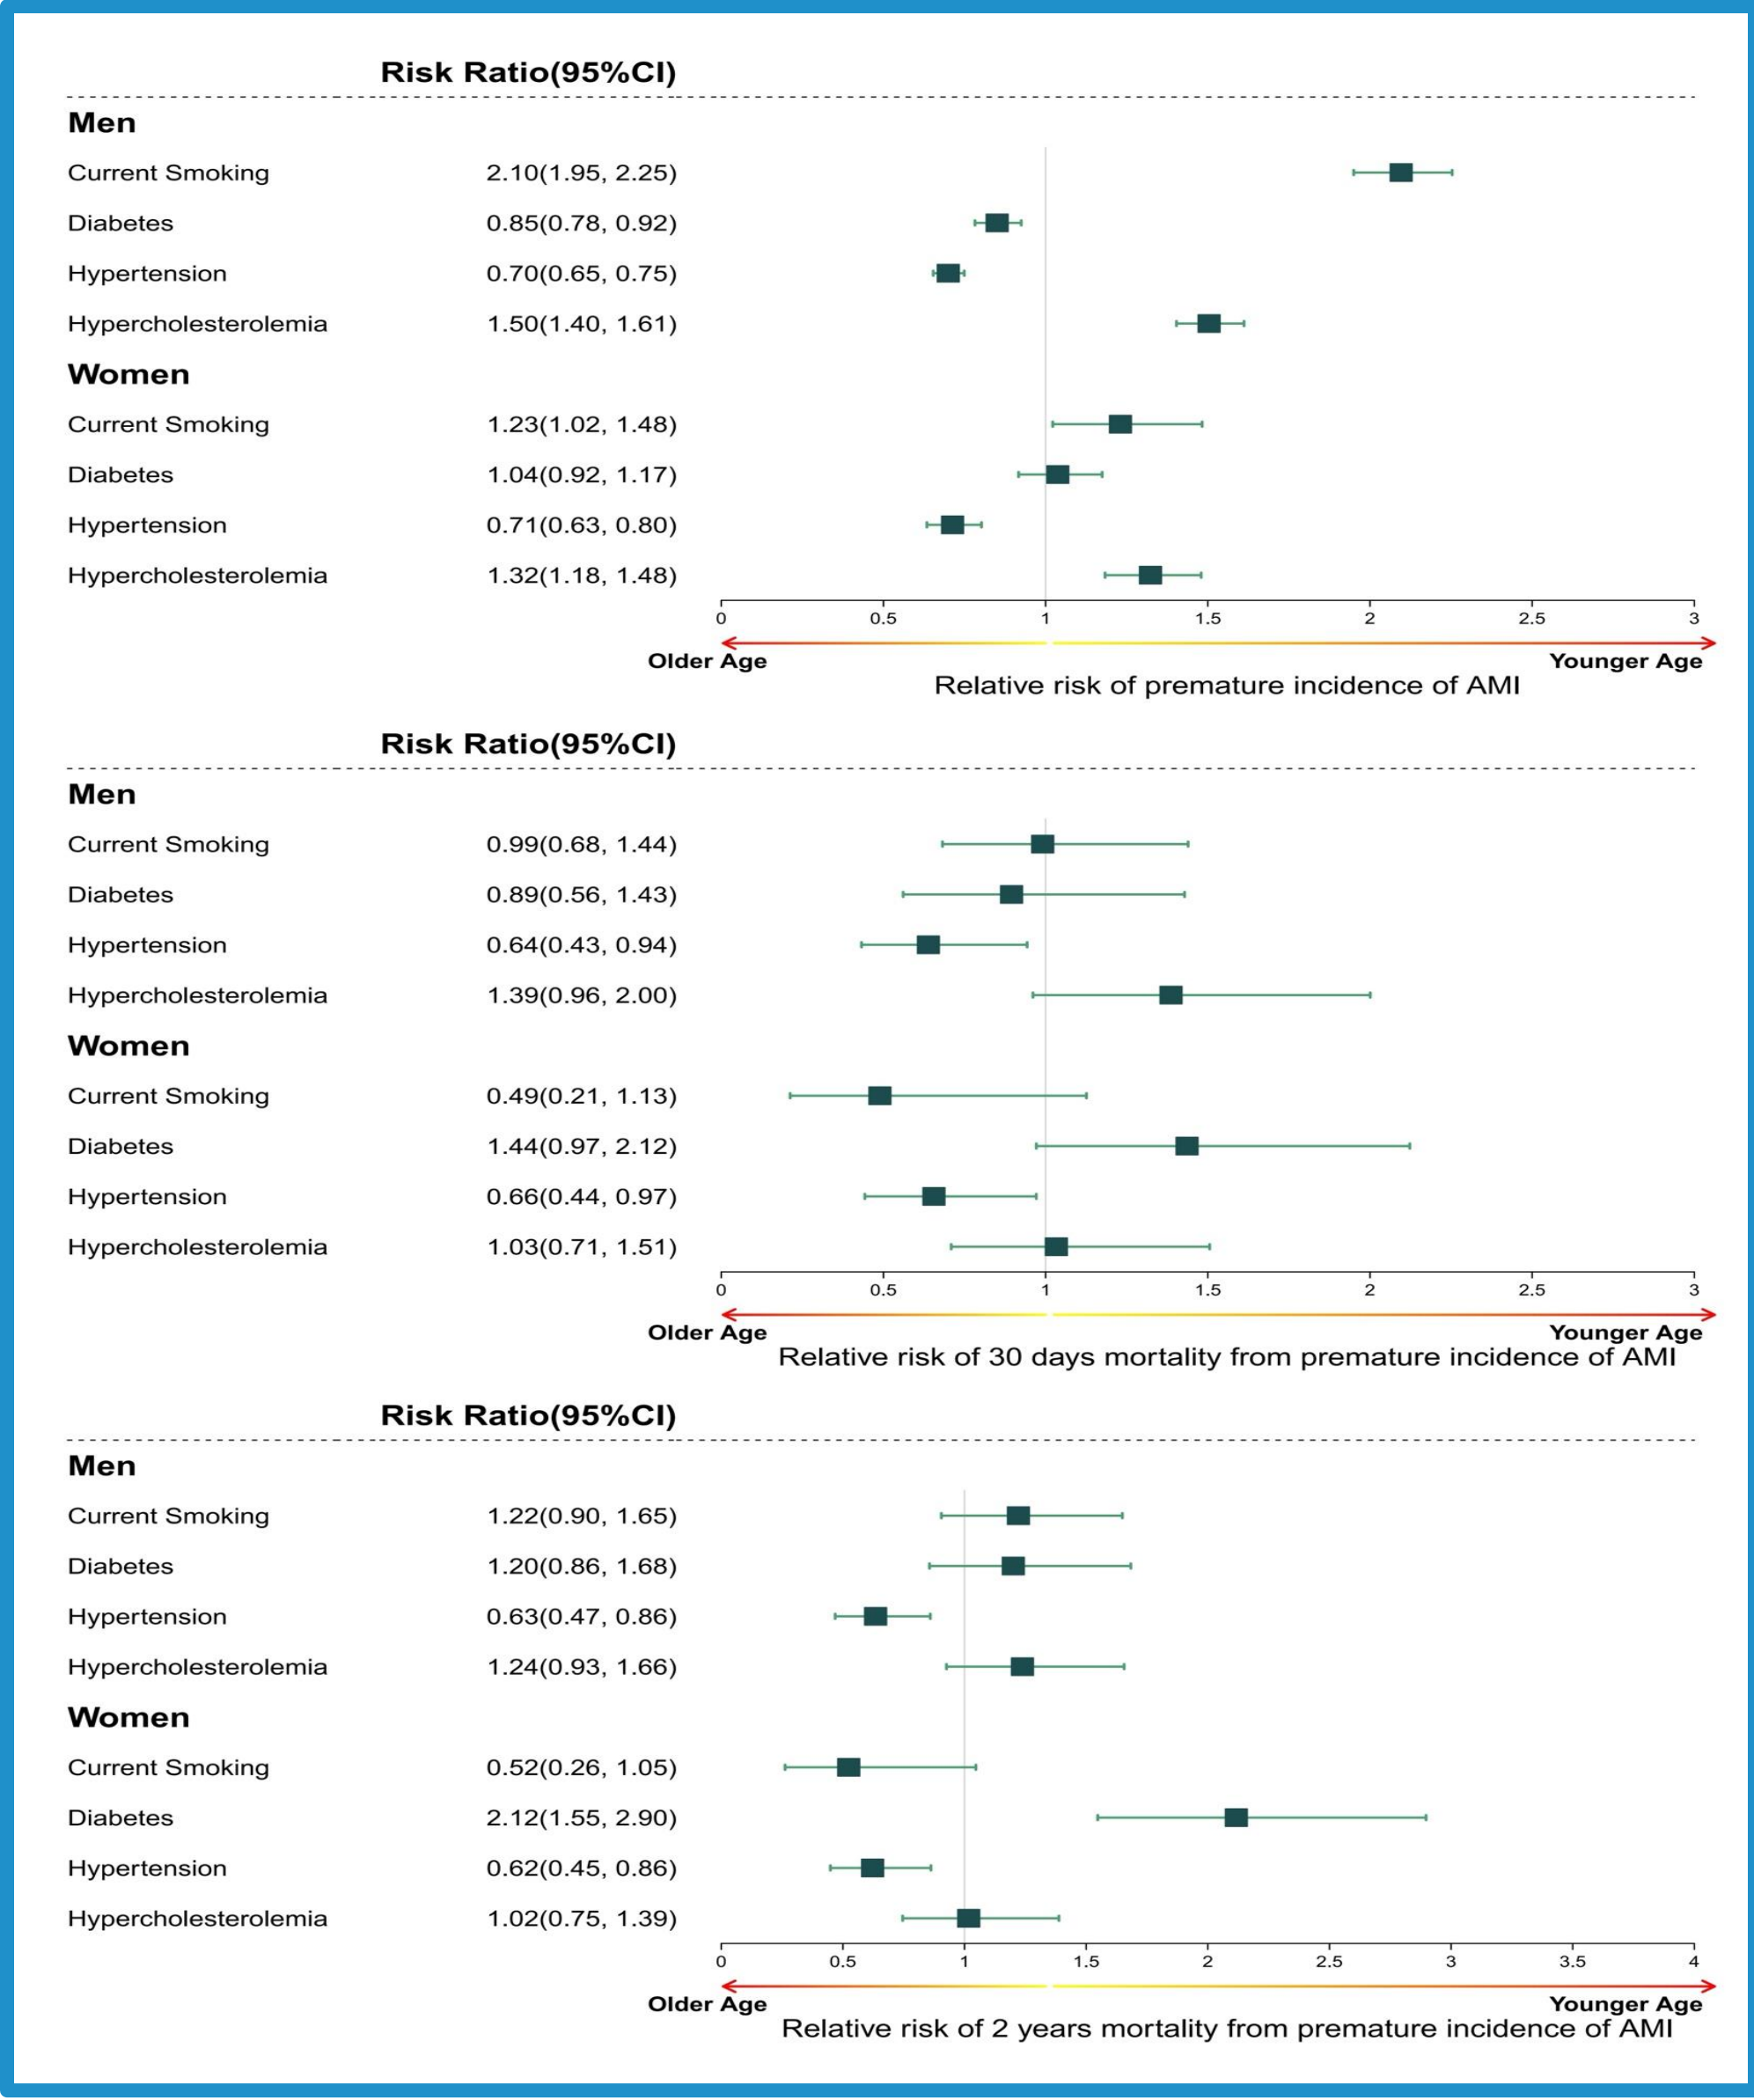 Risk Ratio(95%CI)
Men
Current Smoking 2.10(1.95, 2.25)
Diabetes 0.85(0.78, 0.92)
Hypertension 0.70(0.65, 0.75)
Hypercholesterolemia 1.50(1.40, 1.61)
Women
Current Smoking 1.23(1.02, 1.48)
Diabetes 1.04(0.92, 1.17)
Hypertension 0.71(0.63, 0.80)
Hypercholesterolemia 1.32(1.18, 1.48)
0 0.5 1 1.5 2 2.5 3
Older Age Younger Age
Relative risk of premature incidence of AMI
Risk Ratio(95%CI)
Men
Current Smoking 0.99(0.68, 1.44)
Diabetes 0.89(0.56, 1.43)
Hypertension 0.64(0.43, 0.94)
Hypercholesterolemia 1.39(0.96, 2.00)
Women
Current Smoking 0.49(0.21, 1.13)
Diabetes 1.44(0.97, 2.12)
Hypertension 0.66(0.44, 0.97)
Hypercholesterolemia 1.03(0.71, 1.51)
0 0.5 1 1.5 2 2.5 3
Older Age Younger Age
Relative risk of 30 days mortality from premature incidence of AMI
Risk Ratio(95%CI)
Men
Current Smoking 1.22(0.90, 1.65)
Diabetes 1.20(0.86, 1.68)
Hypertension 0.63(0.47, 0.86)
Hypercholesterolemia 1.24(0.93, 1.66)
Women
Current Smoking 0.52(0.26, 1.05)
Diabetes 2.12(1.55, 2.90)
Hypertension 0.62(0.45, 0.86)
Hypercholesterolemia 1.02(0.75, 1.39)
0 0.5 1 1.5 2 2.5 3 3.5 4
Older Age Younger Age
Relative risk of 2 years mortality from premature incidence of AMI